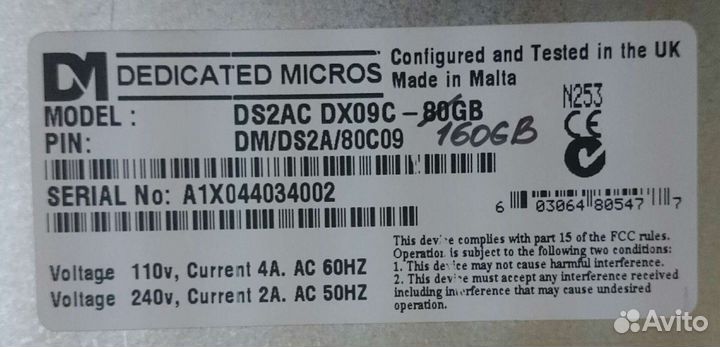 DM DEDICATED MICROS
Configured and Tested in the UK
Made in Malta
MODEL : DS2AC DX09C -80GB
160GB
PIN: DM/DS2A/80C09
N253
CE
SERIAL No: A1X044034002
6 03064 80547 7
This device complies with part 15 of the FCC rules.
Operation is subject to the following two conditions:
1. This device may not cause harmful interference.
2. This device must accept any interference received
including interference that may cause undesired
operation.
Voltage 110v, Current 4A. AC 60HZ
Voltage 240v, Current 2A. AC 50HZ
Avito